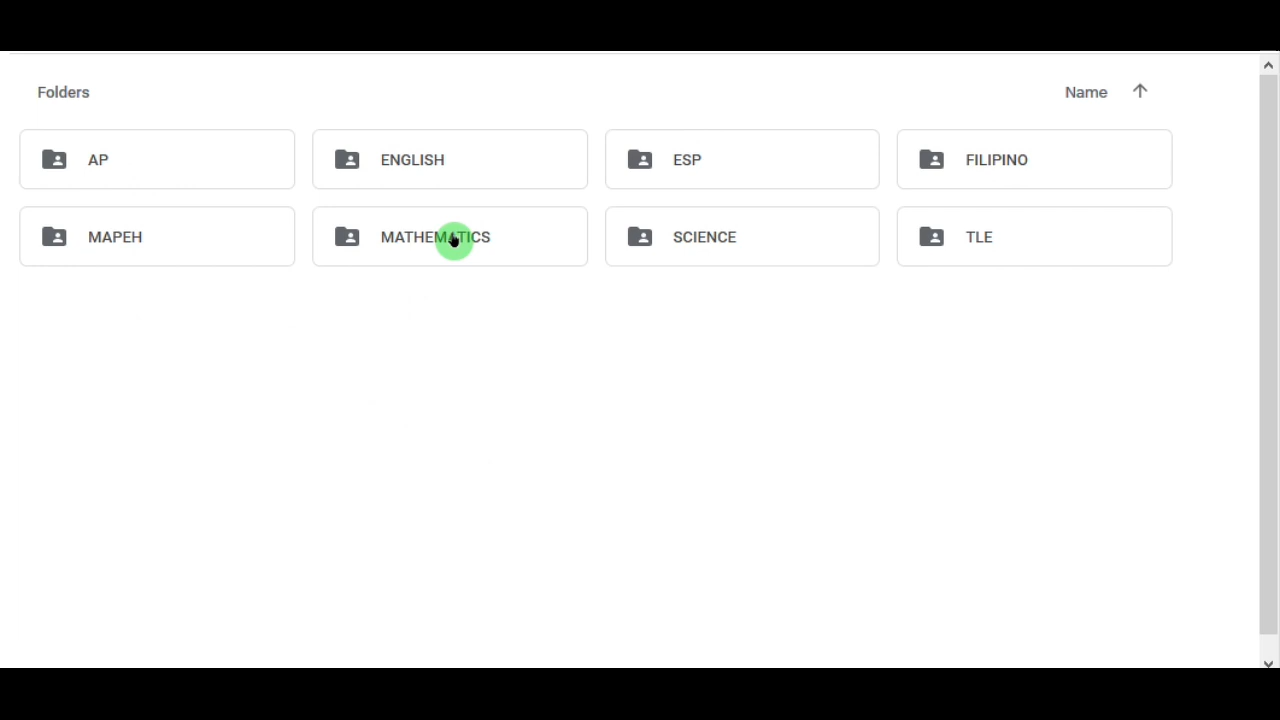 Folders Name
AP ENGLISH ESP FILIPINO
MAPEH MATHEMATICS SCIENCE TLE